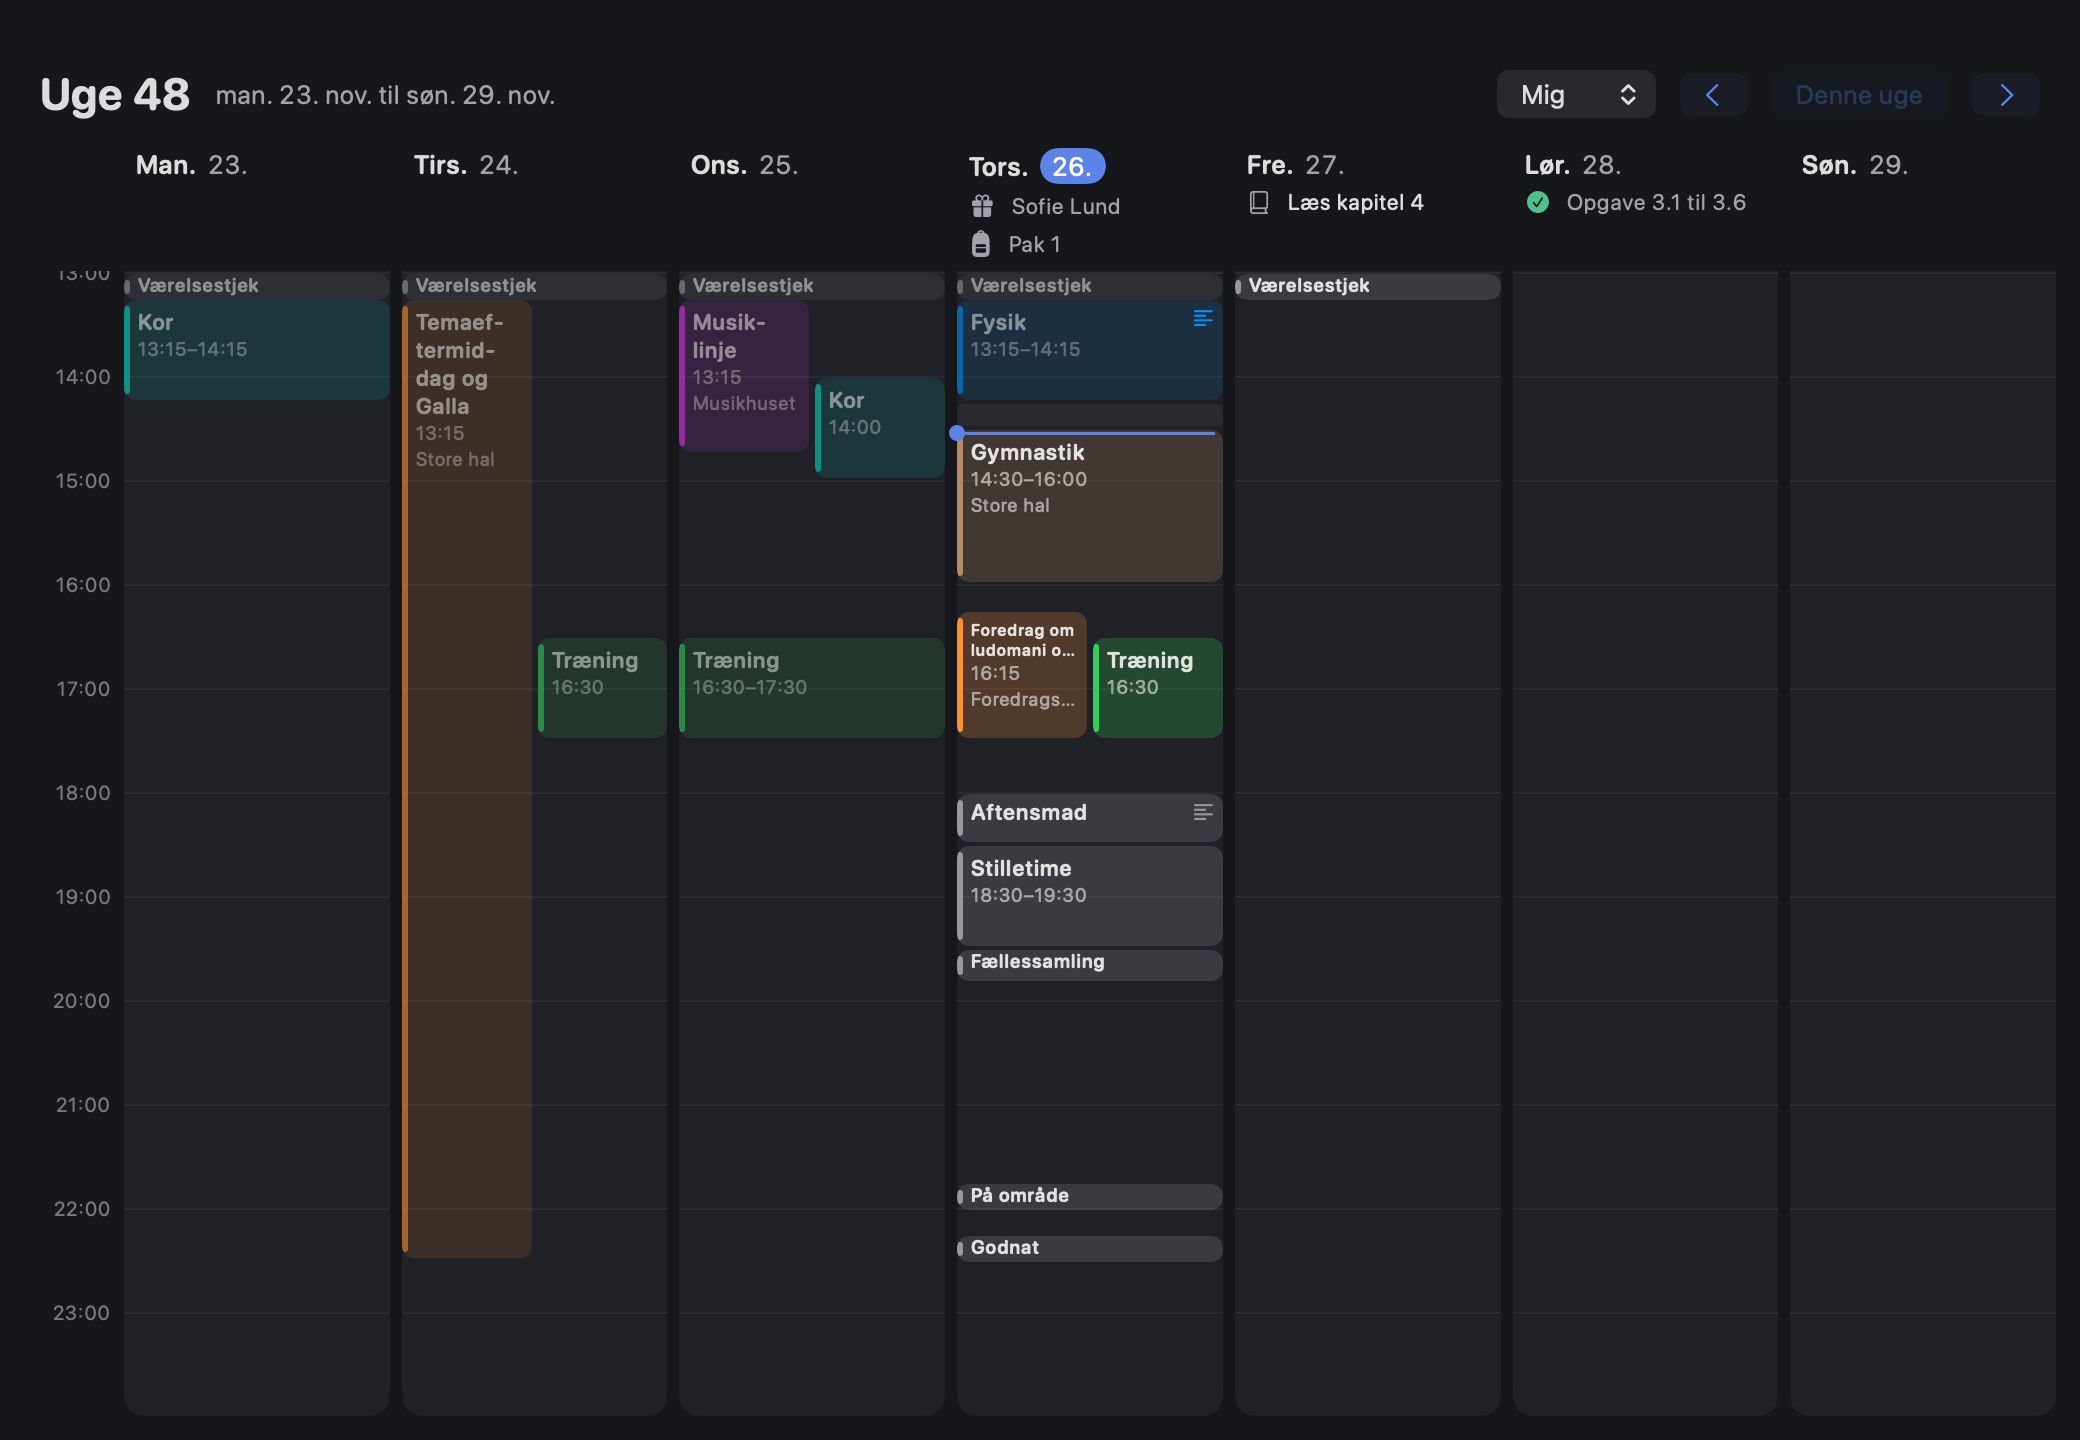 Uge 48 man. 23. nov. til søn. 29. nov.
Mig
Denne uge
Man. 23.
Tirs. 24.
Ons. 25.
Tors. 26.
Sofie Lund
Pak 1
Fre. 27.
Læs kapitel 4
Lør. 28.
Opgave 3.1 til 3.6
Søn. 29.
13:00
14:00
15:00
16:00
17:00
18:00
19:00
20:00
21:00
22:00
23:00
Værelsestjek
Kor
13:15–14:15
Værelsestjek
Temaef-
termid-
dag og
Galla
13:15
Store hal
Træning
16:30
Værelsestjek
Musik-
linje
13:15
Musikhuset
Kor
14:00
Træning
16:30–17:30
Værelsestjek
Fysik
13:15–14:15
Gymnastik
14:30–16:00
Store hal
Foredrag om
ludomani o...
16:15
Foredrags...
Træning
16:30
Aftensmad
Stilletime
18:30–19:30
Fællessamling
På område
Godnat
Værelsestjek